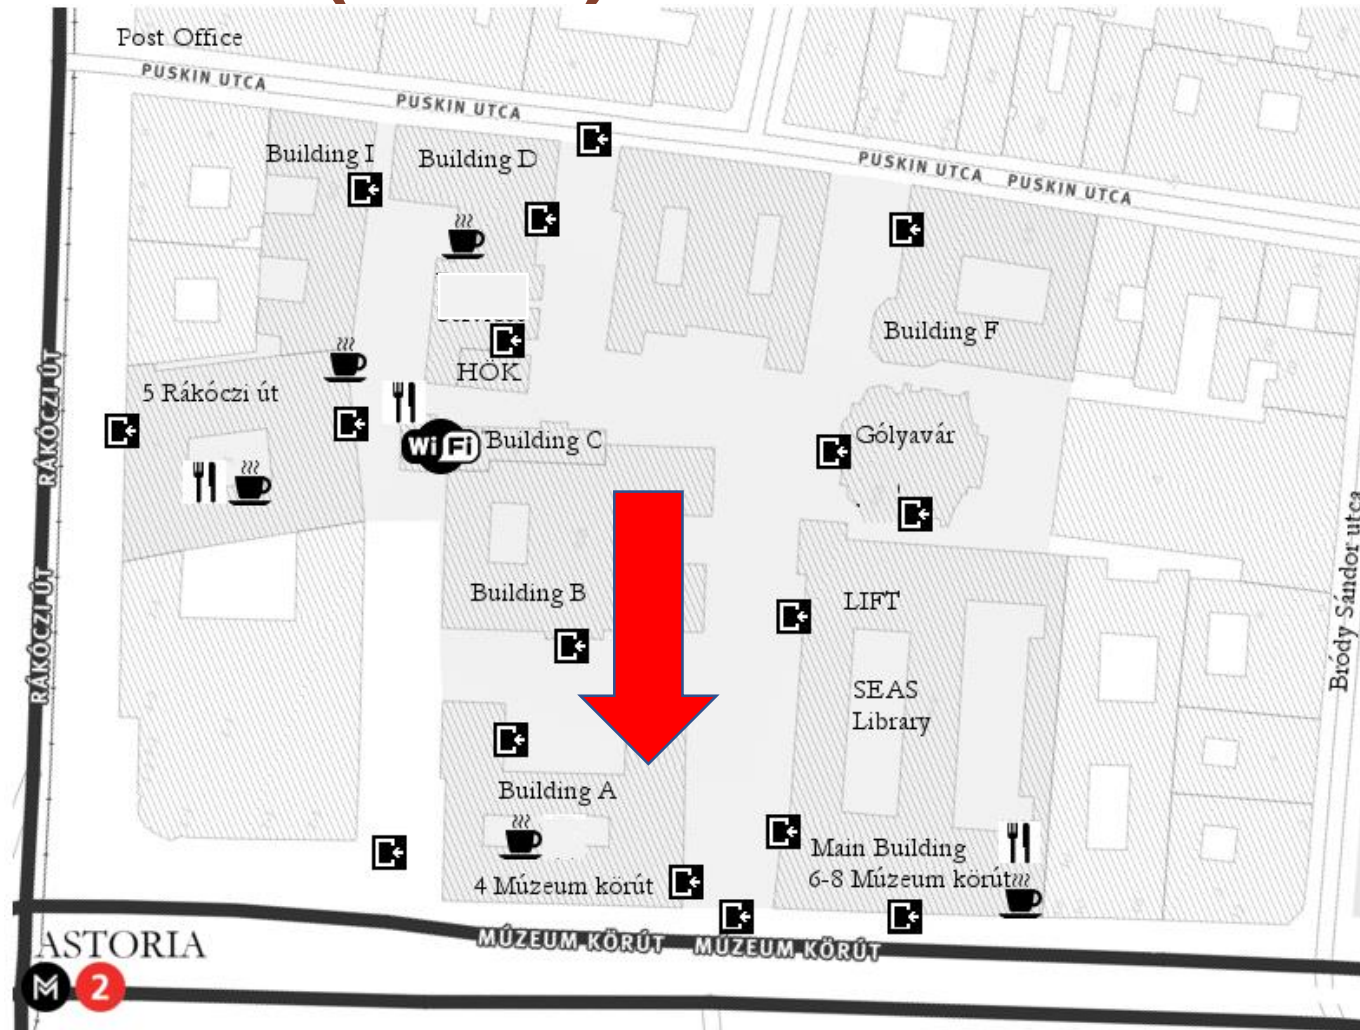 Post Office
PUSKIN UTCA
PUSKIN UTCA
PUSKIN UTCA
PUSKIN UTCA
Building I
Building D
Building F
HÖK
5 Rákóczi út
RÁKÓCZI ÚT
Wi Fi
Building C
Gólyavár
Building B
LIFT
RÁKÓCZI ÚT
Bródy Sándor utca
SEAS
Library
Building A
Main Building
6-8 Múzeum körút
4 Múzeum körút
MÚZEUM KÖRÚT
MÚZEUM KÖRÚT
ASTORIA
M 2